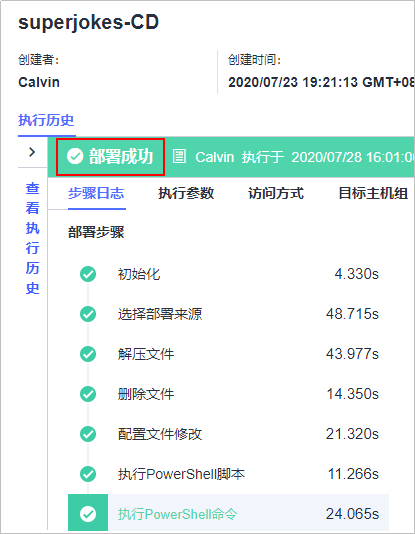 superjokes-CD
创建者： 创建时间：
Calvin 2020/07/23 19:21:13 GMT+08
执行历史
部署成功 Calvin 执行于 2020/07/28 16:01:0
查看执行历史
步骤日志 执行参数 访问方式 目标主机组
部署步骤
初始化 4.330s
选择部署来源 48.715s
解压文件 43.977s
删除文件 14.350s
配置文件修改 21.320s
执行PowerShell脚本 11.266s
执行PowerShell命令 24.065s